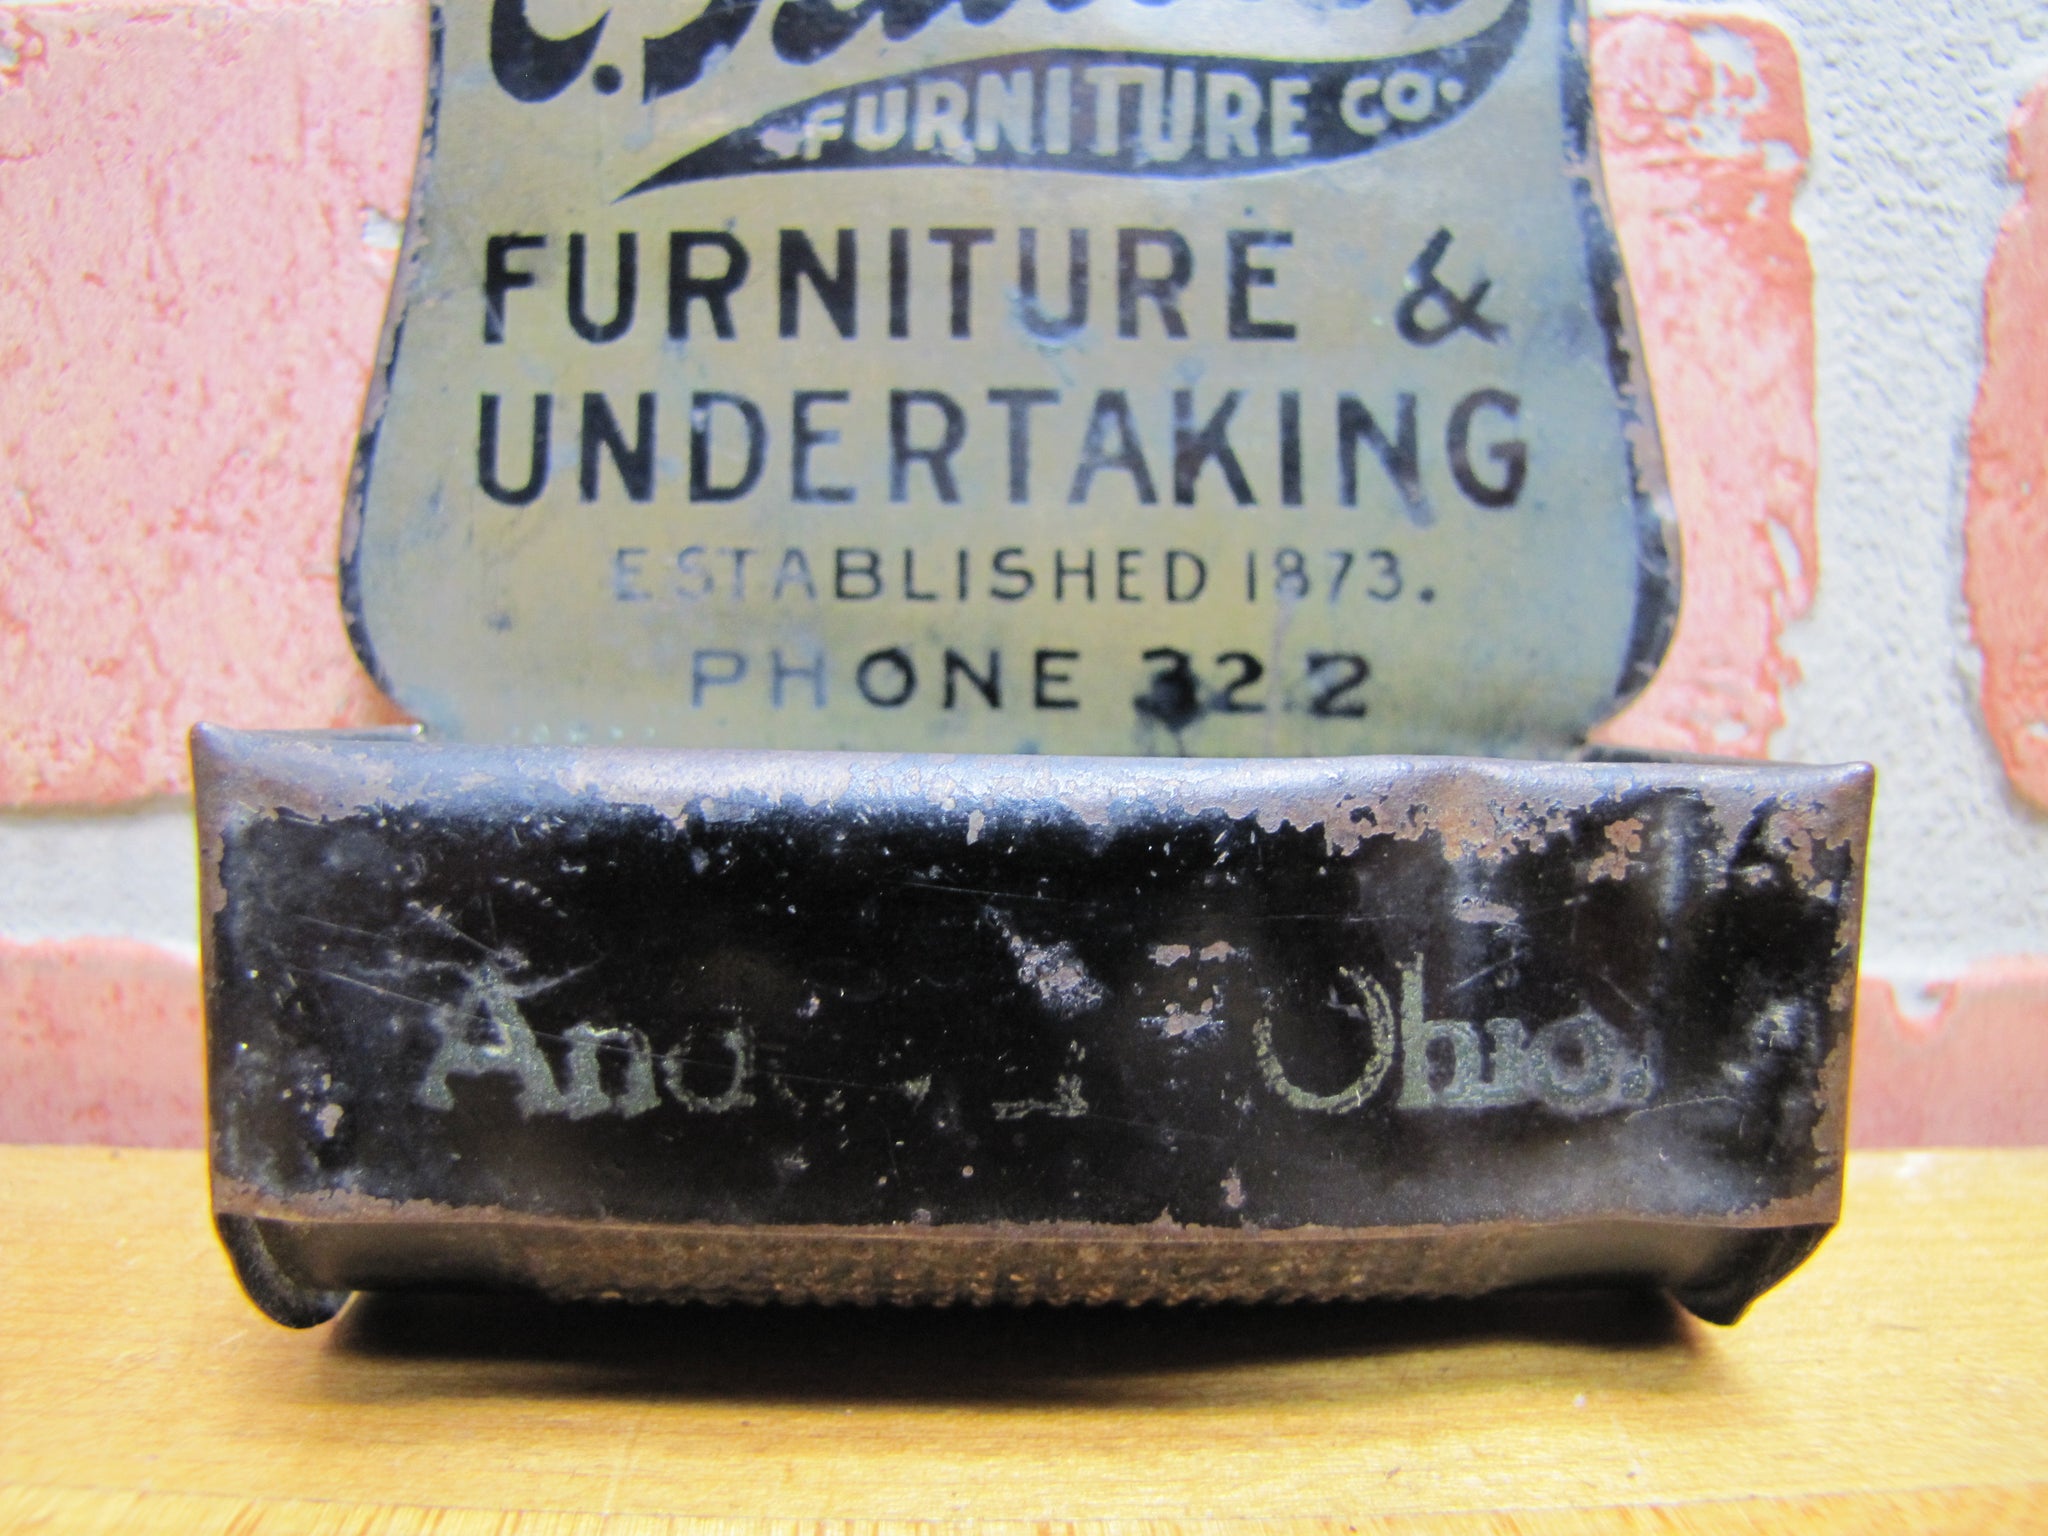 C.
FURNITURE CO.
FURNITURE &
UNDERTAKING
ESTABLISHED 1873.
PHONE 322
Ohio.